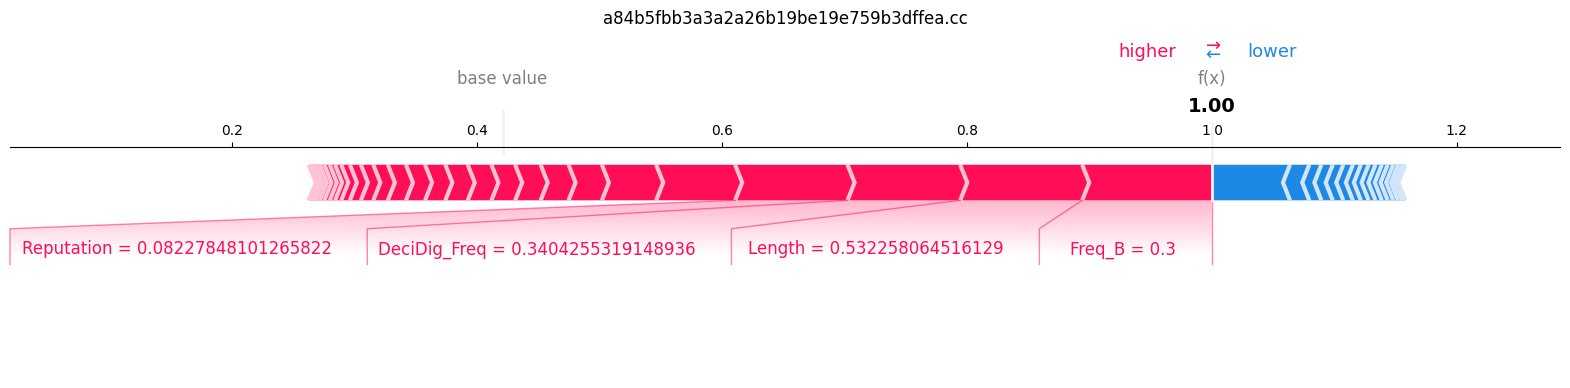 a84b5fbb3a3a2a26b19be19e759b3dffea.cc
higher ⇄ lower
base value f(x)
1.00
0.2 0.4 0.6 0.8 1.0 1.2
Reputation = 0.08227848101265822 DeciDig_Freq = 0.3404255319148936 Length = 0.532258064516129 Freq_B = 0.3